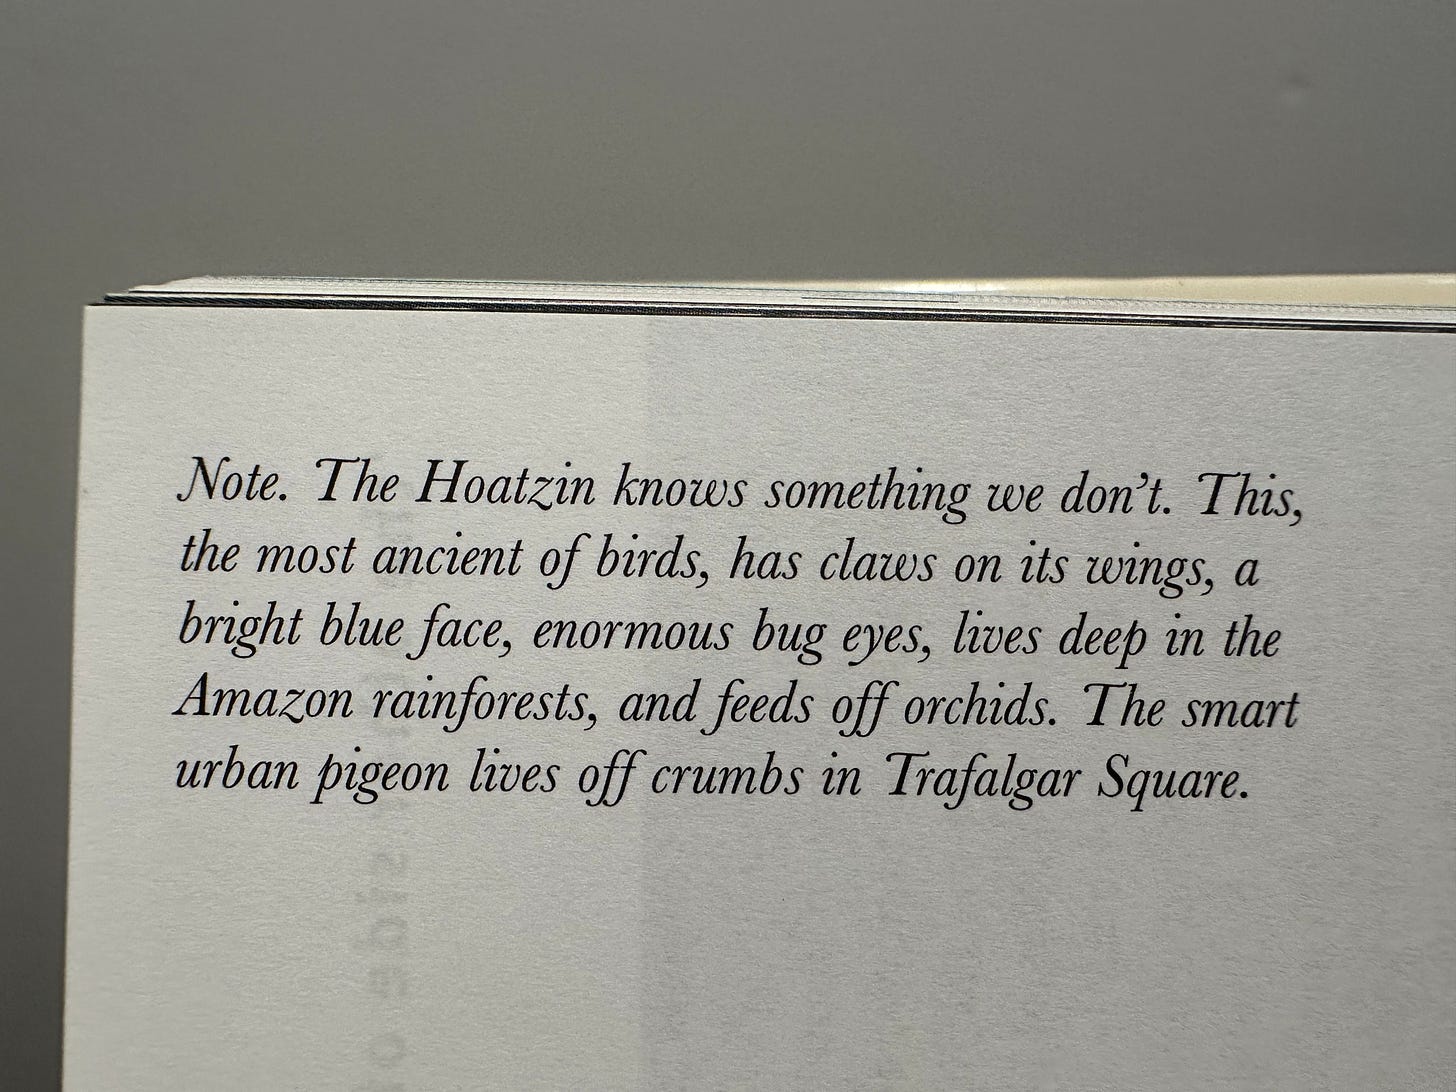 Note. The Hoatzin knows something we don't. This,
the most ancient of birds, has claws on its wings, a
bright blue face, enormous bug eyes, lives deep in the
Amazon rainforests, and feeds off orchids. The smart
urban pigeon lives off crumbs in Trafalgar Square.